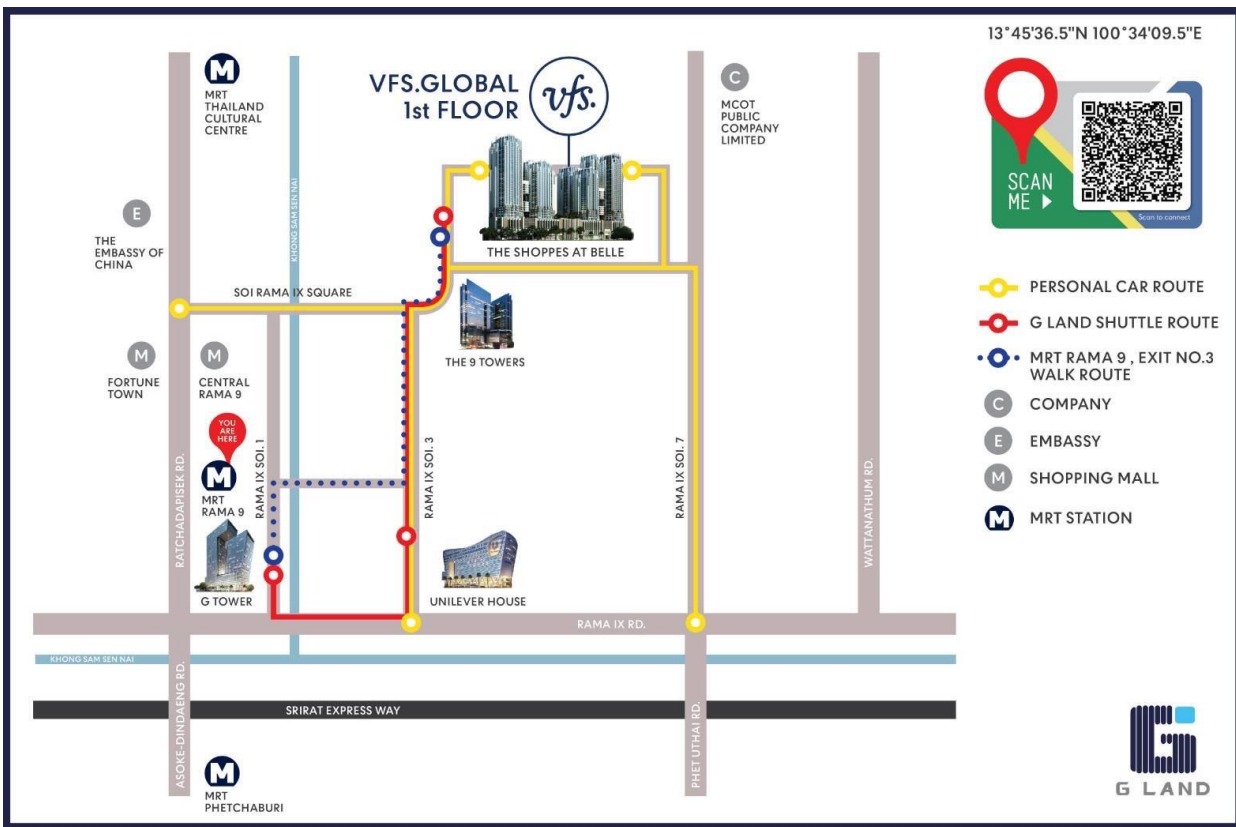 13°45'36.5"N 100°34'09.5"E
MRT
THAILAND
CULTURAL
CENTRE
VFS.GLOBAL
1st FLOOR
vfs.
C
MCOT
PUBLIC
COMPANY
LIMITED
SCAN
ME
Scan to connect
E
THE
EMBASSY OF
CHINA
KHONG SAM SEN NAI
THE SHOPPES AT BELLE
SOI RAMA IX SQUARE
PERSONAL CAR ROUTE
G LAND SHUTTLE ROUTE
MRT RAMA 9 , EXIT NO.3
WALK ROUTE
C
COMPANY
E
EMBASSY
M
SHOPPING MALL
M
MRT STATION
M
FORTUNE
TOWN
M
CENTRAL
RAMA 9
THE 9 TOWERS
YOU
ARE
HERE
M
MRT
RAMA 9
RATCHADAPISEK RD.
RAMA IX SOI. 1
RAMA IX SOI. 3
RAMA IX SOI. 7
WATTANATHUM RD.
G TOWER
UNILEVER HOUSE
RAMA IX RD.
KHONG SAM SEN NAI
SRIRAT EXPRESS WAY
ASOKE-DINDAENG RD.
PHET UTHAI RD.
M
MRT
PHETCHABURI
G LAND